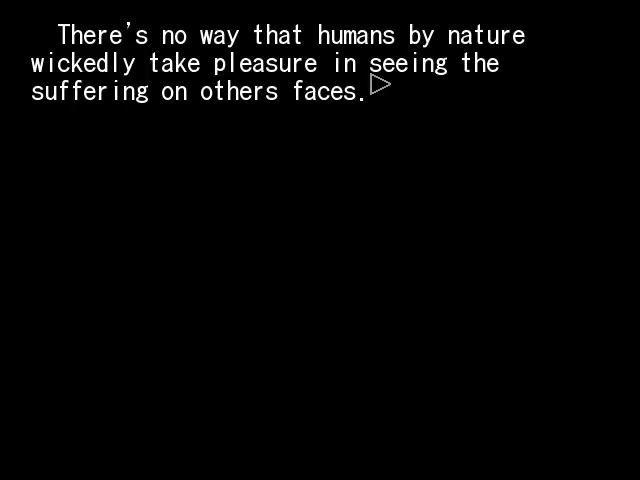 There's no way that humans by nature
wickedly take pleasure in seeing the
suffering on others faces.